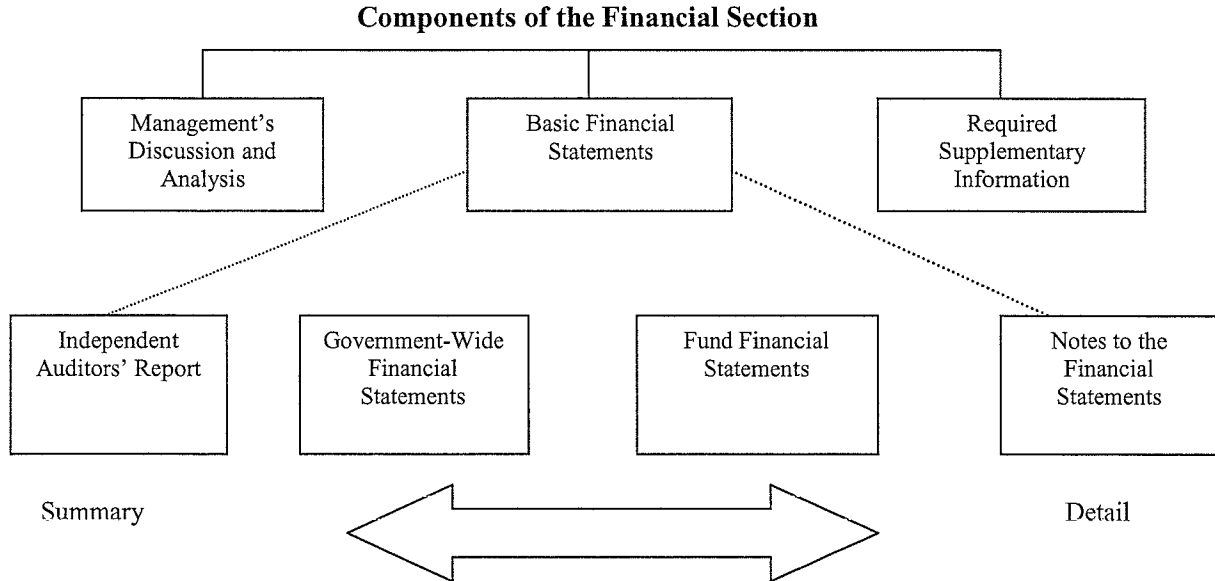 Components of the Financial Section
Management's
Discussion and
Analysis
Basic Financial
Statements
Required
Supplementary
Information
Independent
Auditors' Report
Government-Wide
Financial
Statements
Fund Financial
Statements
Notes to the
Financial
Statements
Summary
Detail